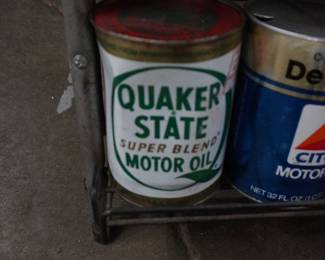 QUAKER
STATE
SUPER BLEND
MOTOR OIL
De
CIT
MOTOR
NET 32 FL OZ